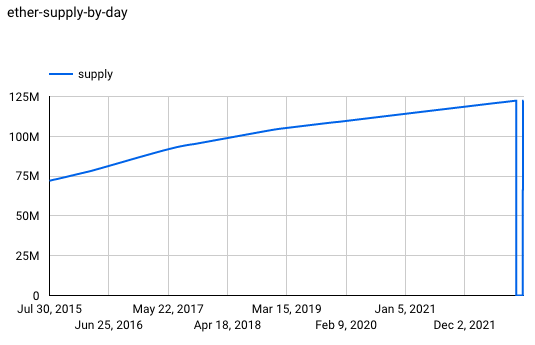 ether-supply-by-day
supply
125M
100M
75M
50M
25M
0
Jul 30, 2015
May 22, 2017
Mar 15, 2019
Jan 5, 2021
Jun 25, 2016
Apr 18, 2018
Feb 9, 2020
Dec 2, 2021